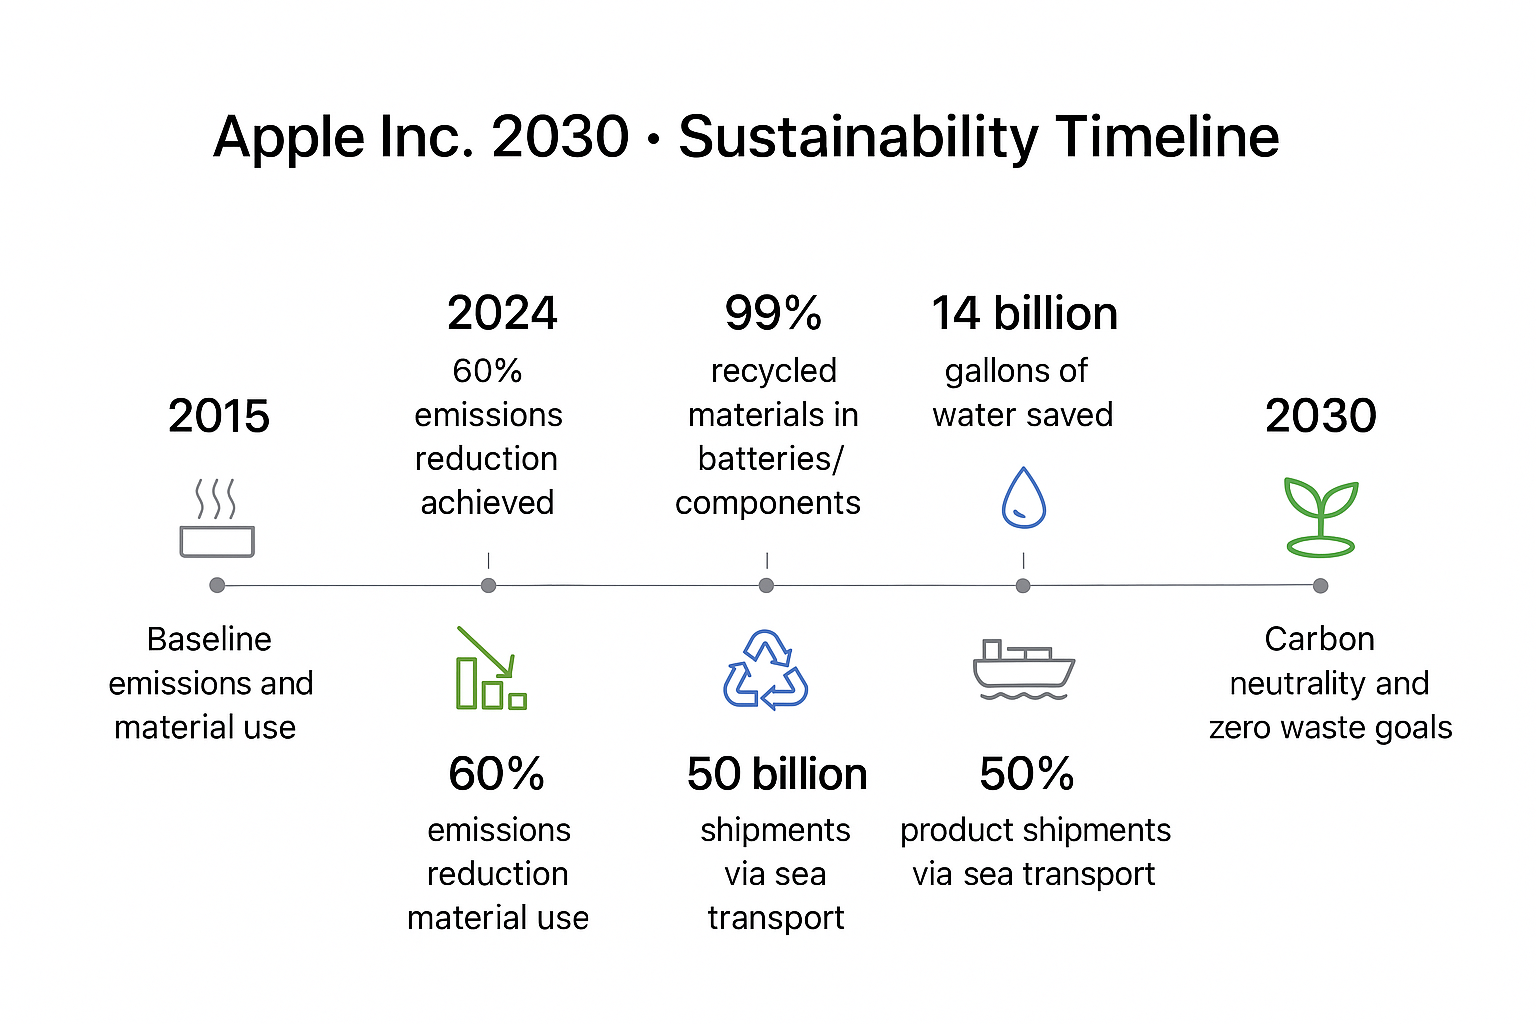 Apple Inc. 2030 • Sustainability Timeline
2015
Baseline
emissions and
material use
2024
60%
emissions
reduction
achieved
60%
emissions
reduction
material use
99%
recycled
materials in
batteries/
components
50 billion
shipments
via sea
transport
14 billion
gallons of
water saved
50%
product shipments
via sea transport
2030
Carbon
neutrality and
zero waste goals